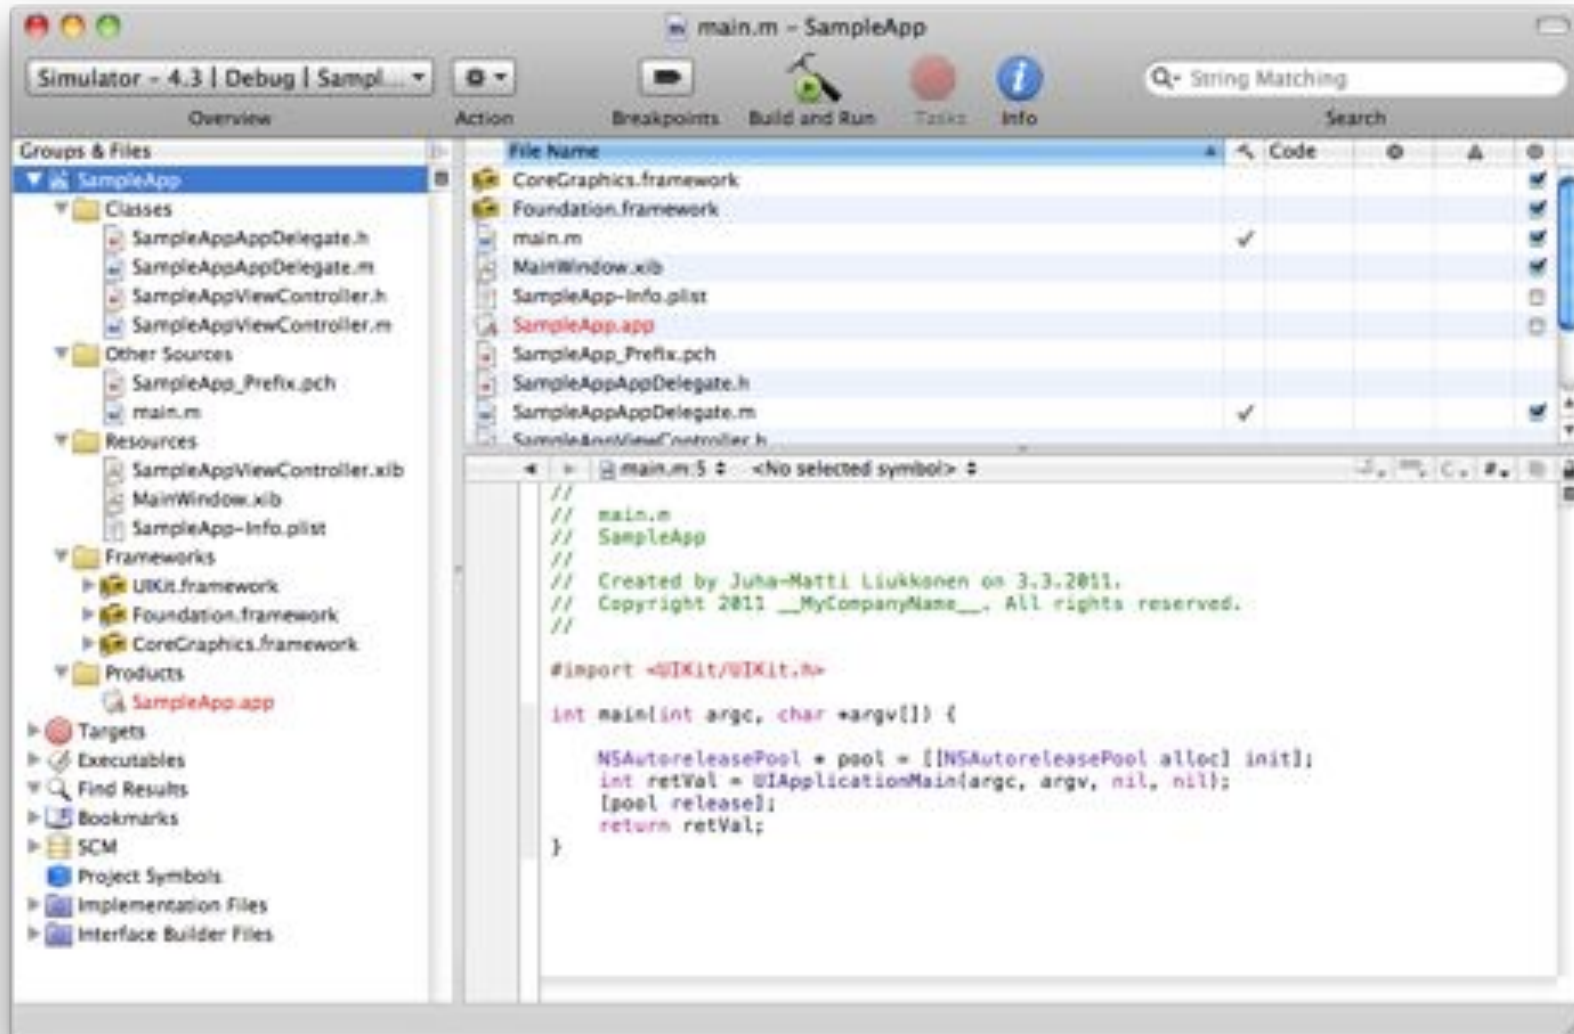 main.m - SampleApp
Simulator - 4.3 | Debug | Sampl...
String Matching
Overview
Action
Breakpoints
Build and Run
Tasks
Info
Search
Groups & Files
SampleApp
Classes
SampleAppAppDelegate.h
SampleAppAppDelegate.m
SampleAppViewController.h
SampleAppViewController.m
Other Sources
SampleApp_Prefix.pch
main.m
Resources
SampleAppViewController.xib
MainWindow.xib
SampleApp-Info.plist
Frameworks
UIKit.framework
Foundation.framework
CoreGraphics.framework
Products
SampleApp.app
Targets
Executables
Find Results
Bookmarks
SCM
Project Symbols
Implementation Files
Interface Builder Files
File Name
Code
CoreGraphics.framework
Foundation.framework
main.m
MainWindow.xib
SampleApp-Info.plist
SampleApp.app
SampleApp_Prefix.pch
SampleAppAppDelegate.h
SampleAppAppDelegate.m
SampleAppViewController.h
main.m:5 <No selected symbol>
C #
//
// main.m
// SampleApp
//
// Created by Juha-Matti Liukkonen on 3.3.2011.
// Copyright 2011 __MyCompanyName__. All rights reserved.
//
#import <UIKit/UIKit.h>
int main(int argc, char *argv[]) {
NSAutoreleasePool * pool = [[NSAutoreleasePool alloc] init];
int retVal = UIApplicationMain(argc, argv, nil, nil);
[pool release];
return retVal;
}